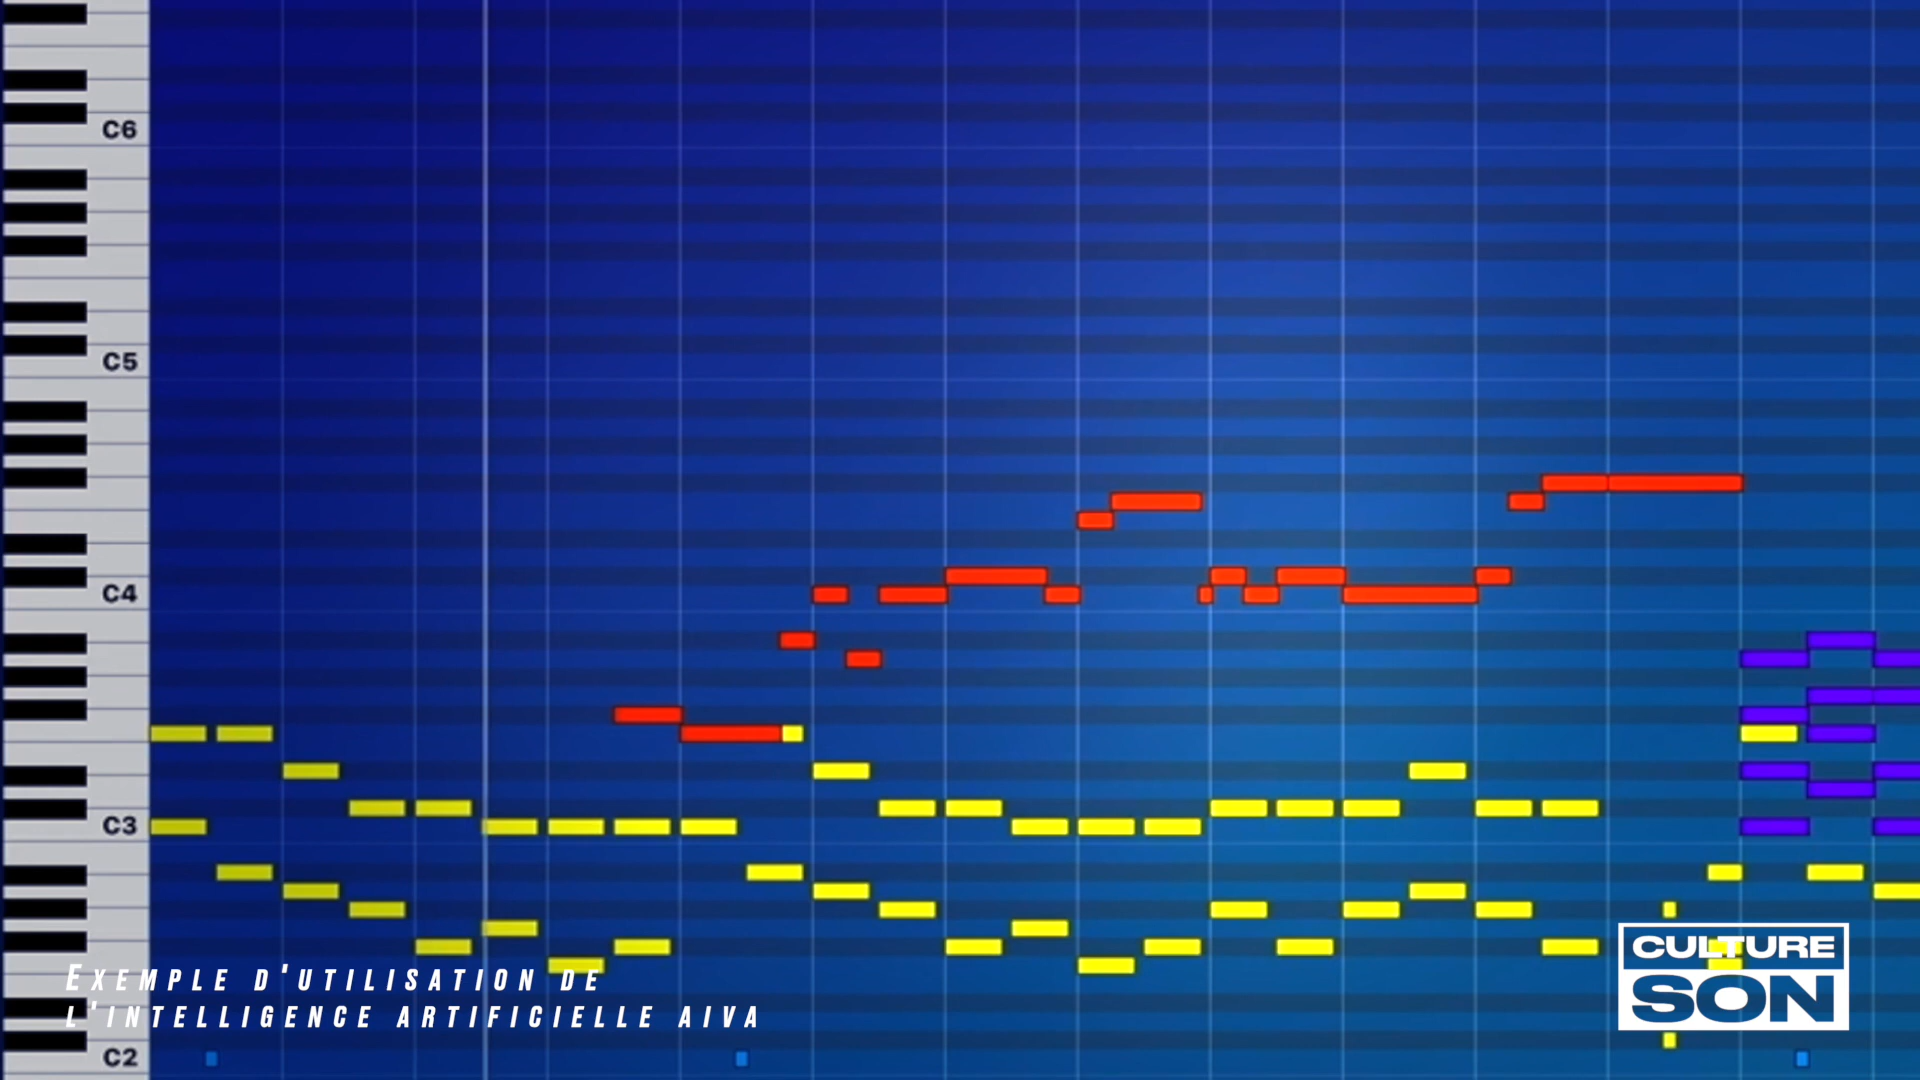 C6
C5
C4
C3
C2
EXEMPLE D'UTILISATION DE
L'INTELLIGENCE ARTIFICIELLE AIVA
CULTURE
SON